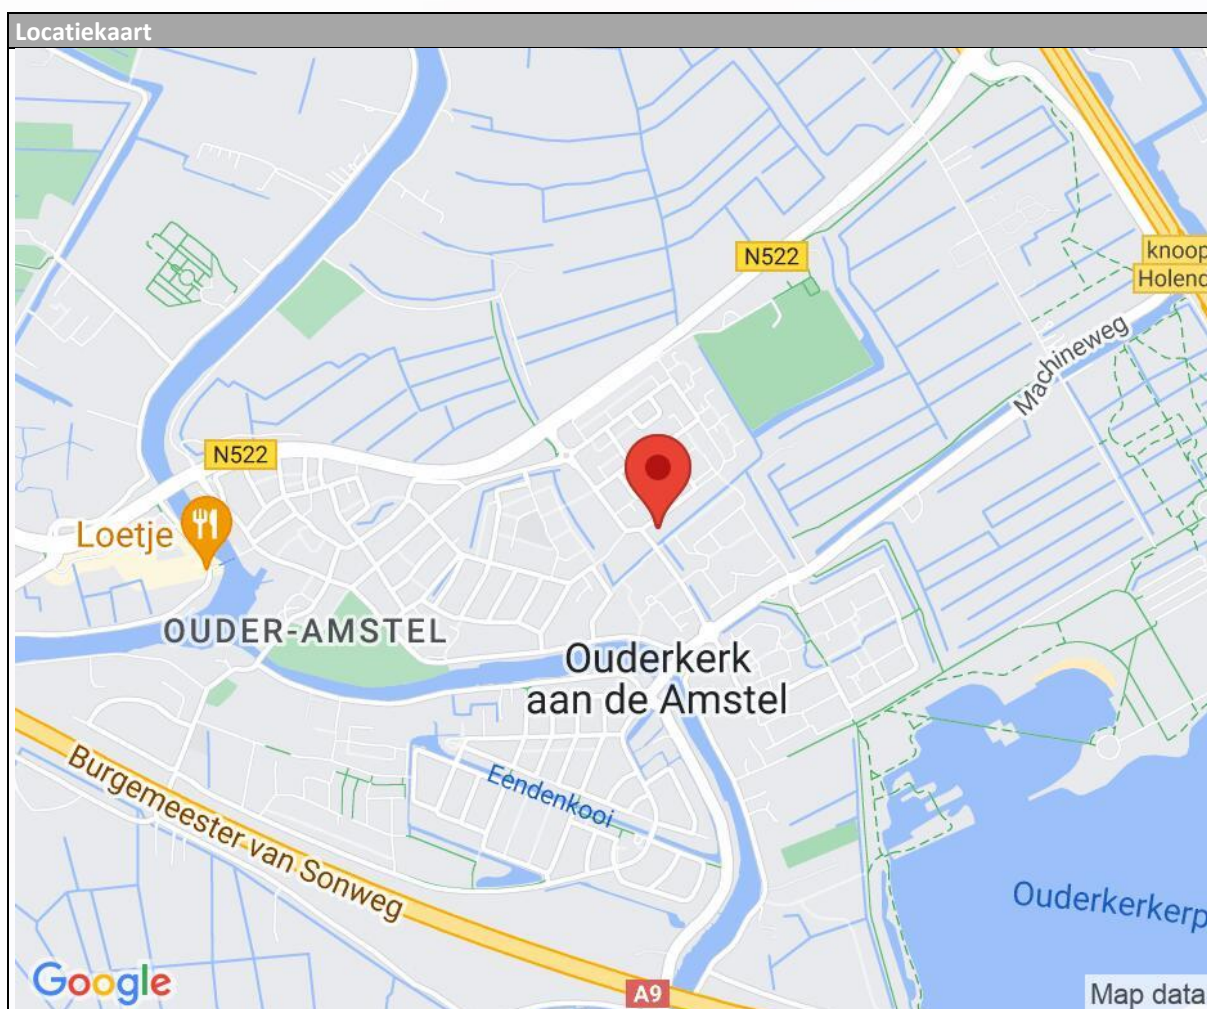 Locatiekaart
N522
knoop
Holend
Machineweg
N522
Loetje
OUDER-AMSTEL
Ouderkerk
aan de Amstel
Burgemeester van Sonweg
Eendenkooi
Ouderkerkerp
Google
A9
Map data